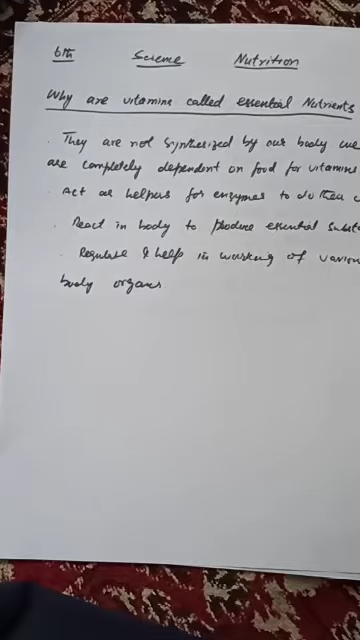 6th Science Nutrition
Why are vitamins called essential Nutrients
. They are not synthesized by our body we
are completely dependent on food for vitamins
. Act as helpers for enzymes to do their
. React in body to produce essential
. Regulate & help in working of
body organs